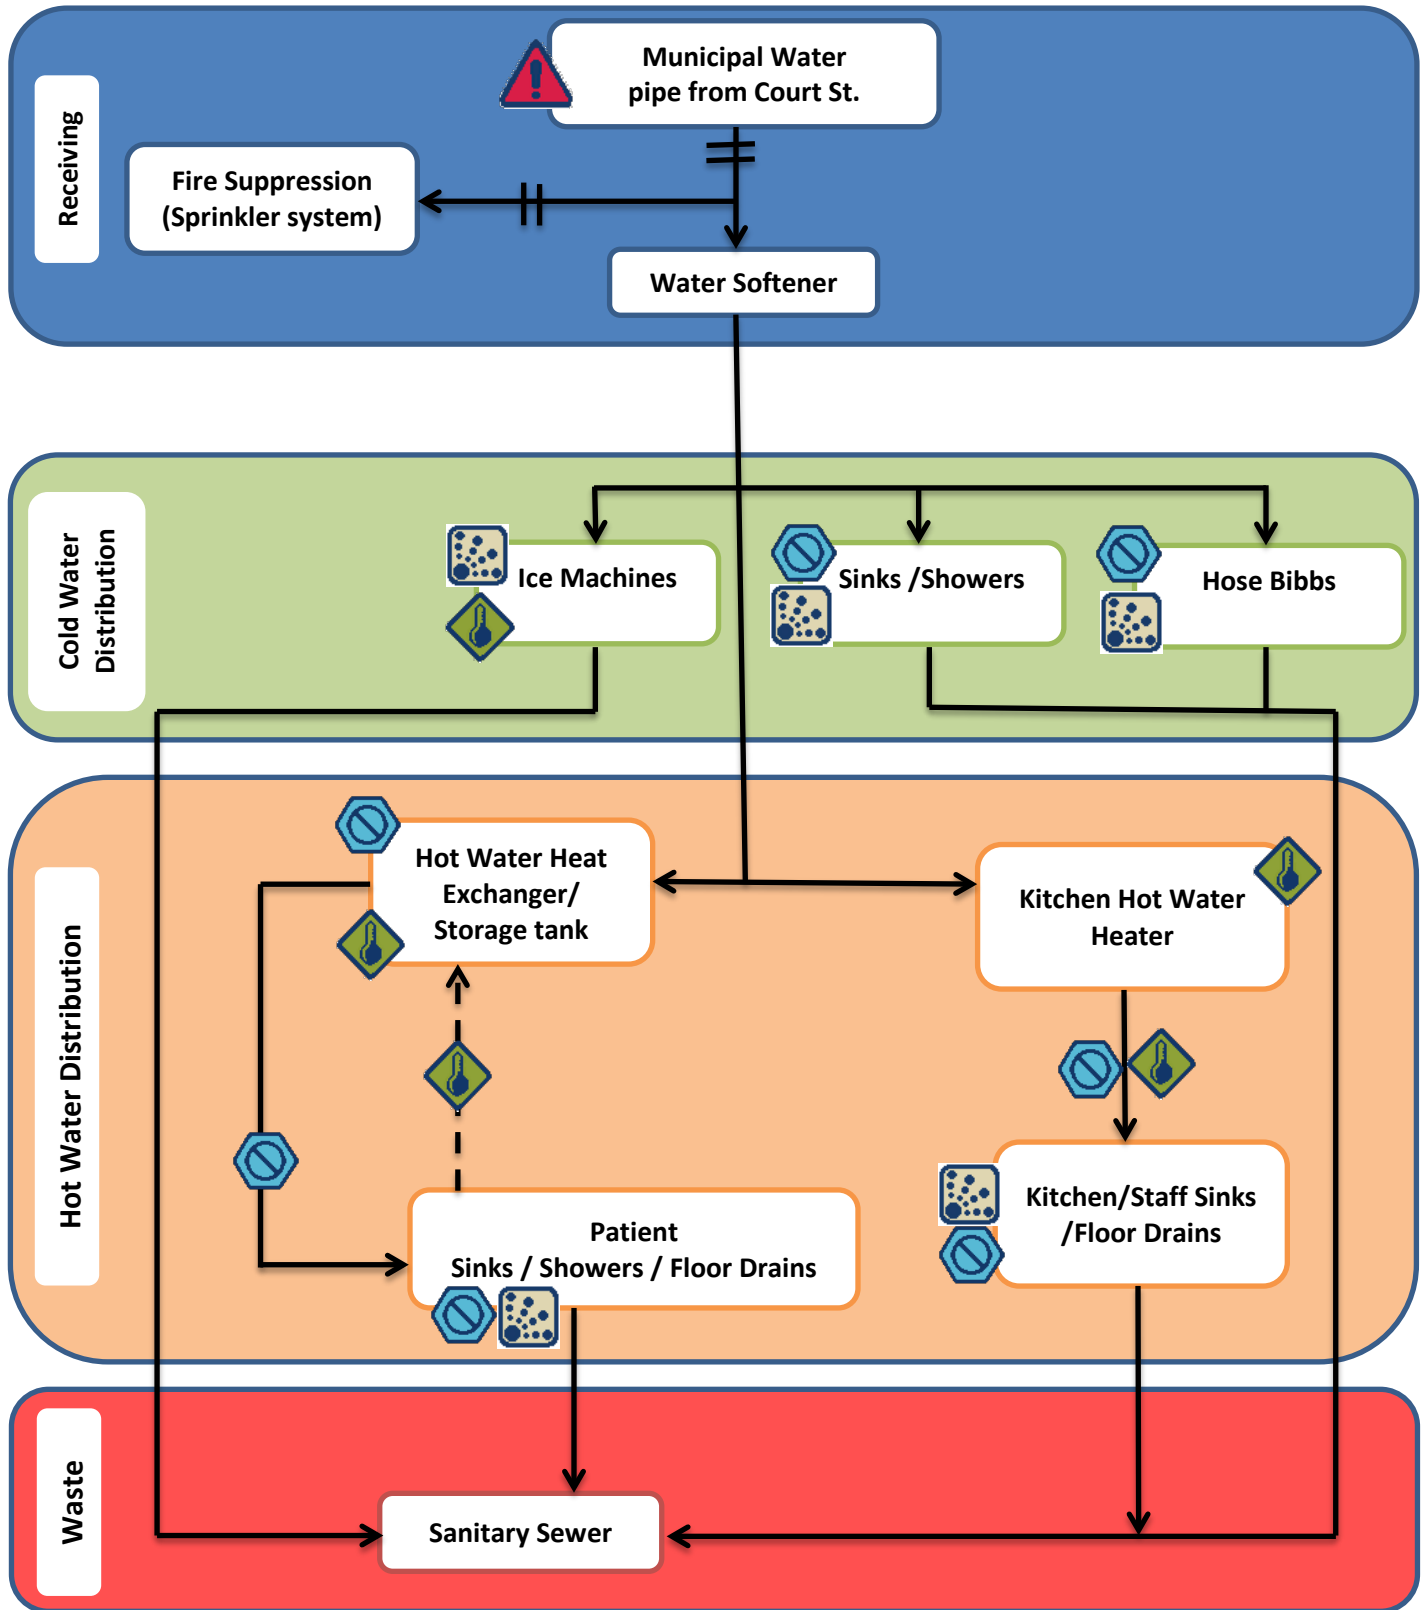 Municipal Water
pipe from Court St.
Receiving
Fire Suppression
(Sprinkler system)
Water Softener
Cold Water
Distribution
Ice Machines
Sinks /Showers
Hose Bibbs
Hot Water Distribution
Hot Water Heat
Exchanger/
Storage tank
Kitchen Hot Water
Heater
Patient
Sinks / Showers / Floor Drains
Kitchen/Staff Sinks
/Floor Drains
Waste
Sanitary Sewer